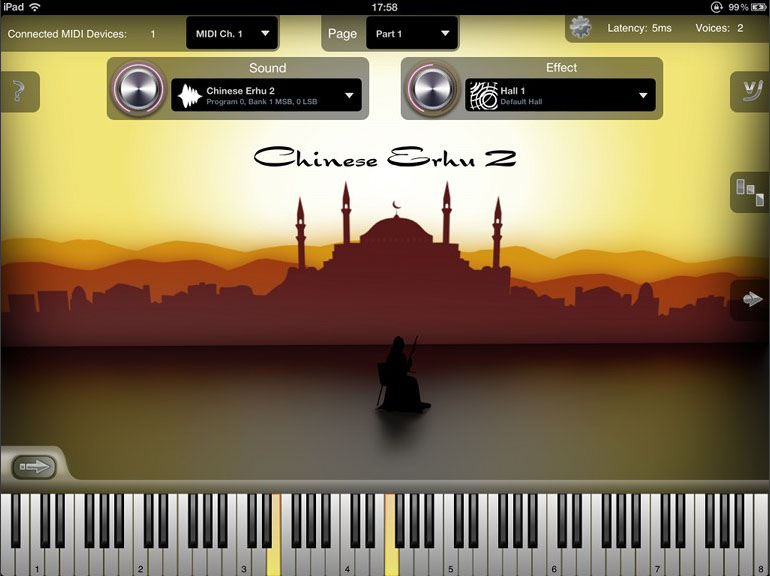 iPad 17:58 99%
Connected MIDI Devices: 1 MIDI Ch. 1 Page Part 1 Latency: 5ms Voices: 2
Sound
Chinese Erhu 2
Program 0, Bank 1 MSB, 0 LSB
Effect
Hall 1
Default Hall
?
Chinese Erhu 2
1 2 3 4 5 6 7 8